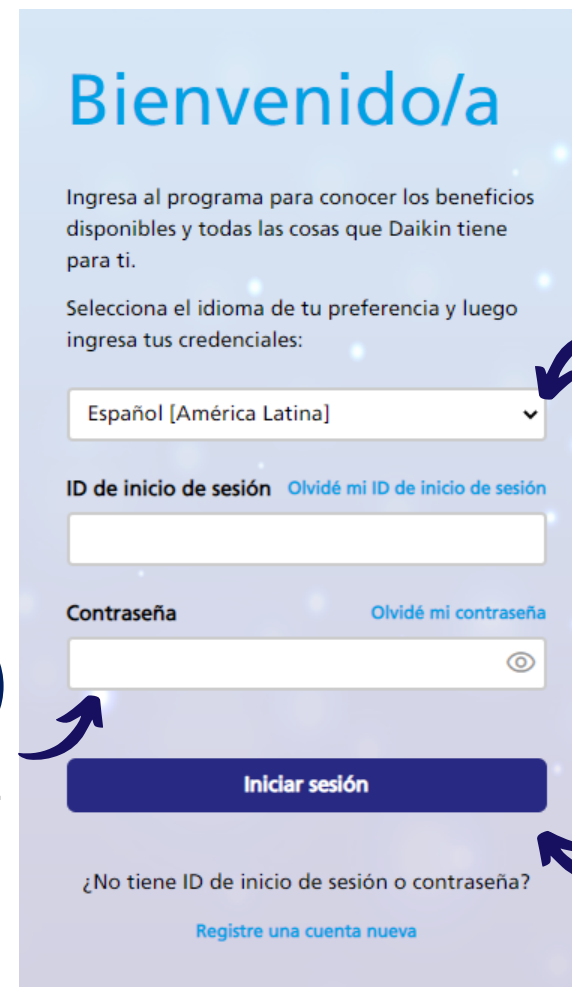 Bienvenido/a
Ingresa al programa para conocer los beneficios
disponibles y todas las cosas que Daikin tiene
para ti.
Selecciona el idioma de tu preferencia y luego
ingresa tus credenciales:
Español [América Latina]
ID de inicio de sesión Olvidé mi ID de inicio de sesión
Contraseña Olvidé mi contraseña
Iniciar sesión
¿No tiene ID de inicio de sesión o contraseña?
Registre una cuenta nueva